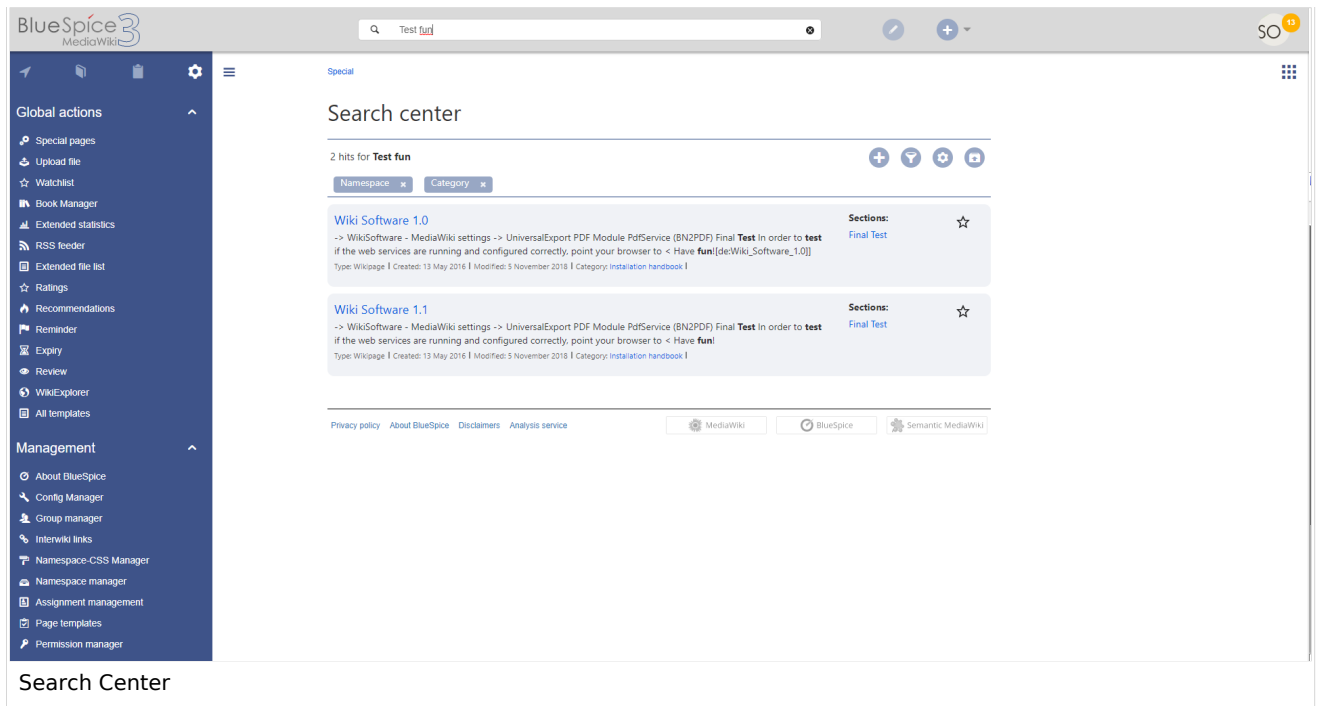 BlueSpice 3
MediaWiki
Test fun
SO
13
Special
Global actions
Special pages
Upload file
Watchlist
Book Manager
Extended statistics
RSS feeder
Extended file list
Ratings
Recommendations
Reminder
Expiry
Review
WikiExplorer
All templates
Management
About BlueSpice
Config Manager
Group manager
Interwiki links
Namespace-CSS Manager
Namespace manager
Assignment management
Page templates
Permission manager
Search center
2 hits for Test fun
Namespace x Category x
Wiki Software 1.0
-> WikiSoftware - MediaWiki settings -> UniversalExport PDF Module PdfService (BN2PDF) Final Test In order to test
if the web services are running and configured correctly, point your browser to < Have fun![de:Wiki_Software_1.0]]
Type: Wikipage | Created: 13 May 2016 | Modified: 5 November 2018 | Category: Installation handbook |
Sections:
Final Test
Wiki Software 1.1
-> WikiSoftware - MediaWiki settings -> UniversalExport PDF Module PdfService (BN2PDF) Final Test In order to test
if the web services are running and configured correctly, point your browser to < Have fun!
Type: Wikipage | Created: 13 May 2016 | Modified: 5 November 2018 | Category: Installation handbook |
Sections:
Final Test
Privacy policy About BlueSpice Disclaimers Analysis service
MediaWiki BlueSpice Semantic MediaWiki
Search Center